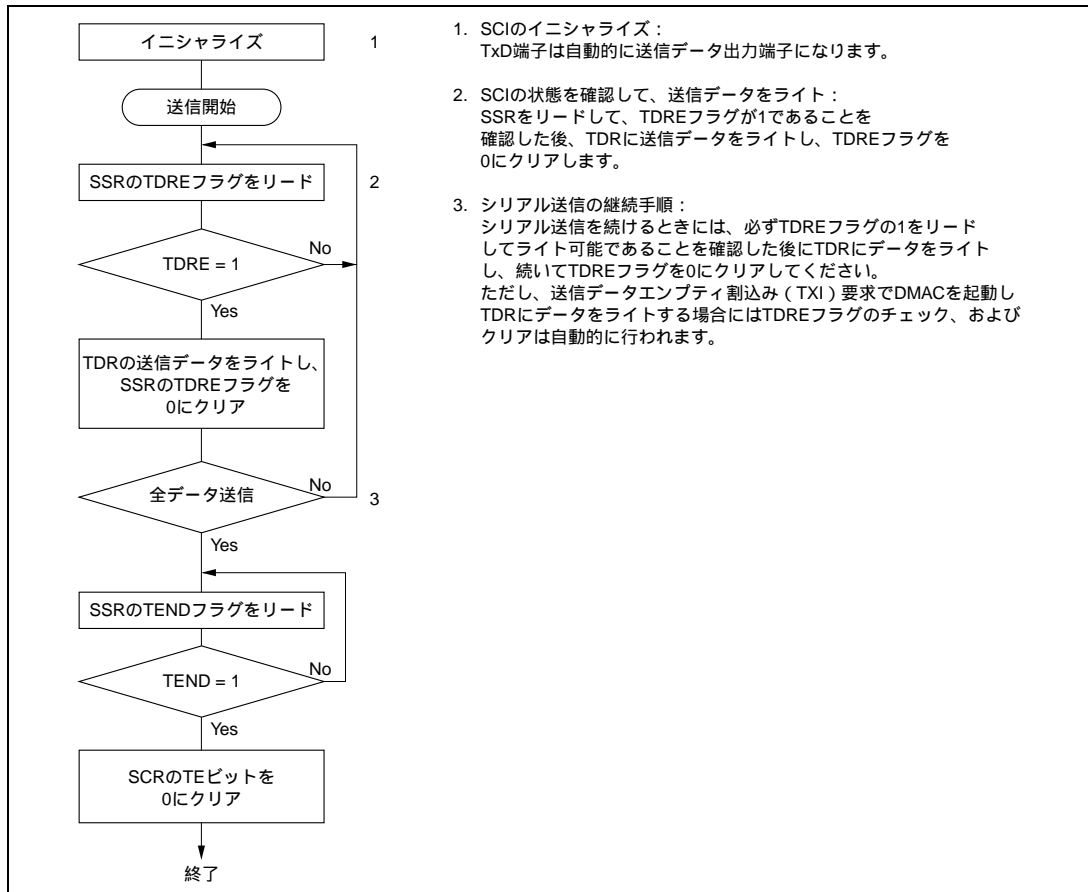 イニシャライズ
1
送信開始
SSRのTDREフラグをリード
2
TDRE = 1
No
Yes
TDRの送信データをライトし、
SSRのTDREフラグを
0にクリア
全データ送信
No
3
Yes
SSRのTENDフラグをリード
TEND = 1
No
Yes
SCRのTEビットを
0にクリア
終了
1. SCIのイニシャライズ：
TxD端子は自動的に送信データ出力端子になります。
2. SCIの状態を確認して、送信データをライト：
SSRをリードして、TDREフラグが1であることを
確認した後、TDRに送信データをライトし、TDREフラグを
0にクリアします。
3. シリアル送信の継続手順：
シリアル送信を続けるときには、必ずTDREフラグの1をリード
してライト可能であることを確認した後にTDRにデータをライト
し、続いてTDREフラグを0にクリアしてください。
ただし、送信データエンプティ割込み（TXI）要求でDMACを起動し
TDRにデータをライトする場合にはTDREフラグのチェック、および
クリアは自動的に行われます。